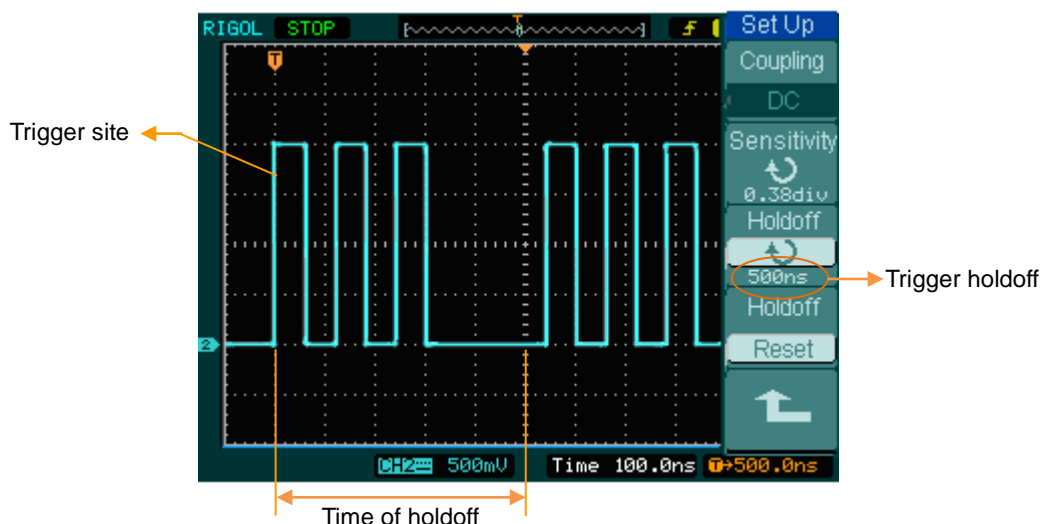 RIGOL STOP T Set Up
T
Coupling
DC
Trigger site
Sensitivity
0.38div
Holdoff
500ns
Trigger holdoff
Holdoff
2
Reset
CH2 500mV Time 100.0ns T→500.0ns
Time of holdoff